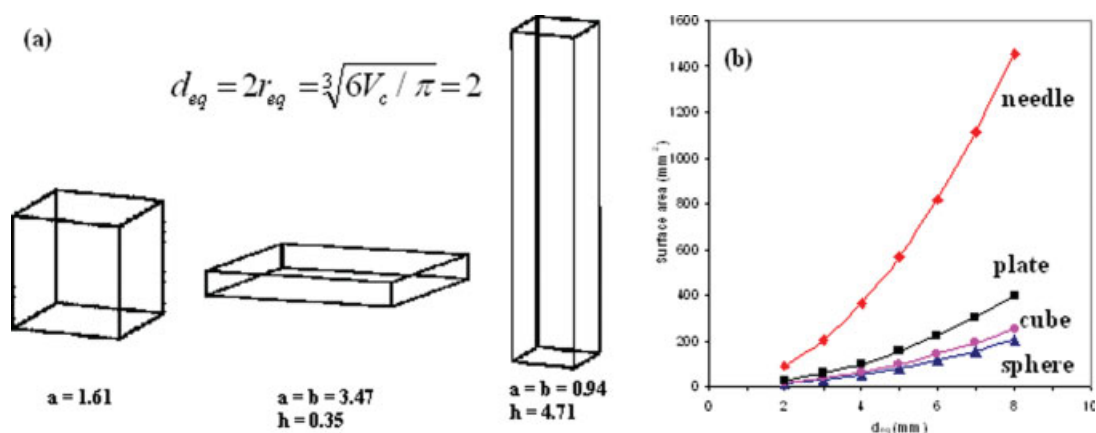 (a)
d_eq = 2r_eq = ∛(6V_c / π) = 2
a = 1.61
a = b = 3.47
h = 0.35
a = b = 0.94
h = 4.71
(b)
Surface area (mm²)
1600
1400
1200
1000
800
600
400
200
0
0 2 4 6 8 10
d_eq (mm)
needle
plate
cube
sphere